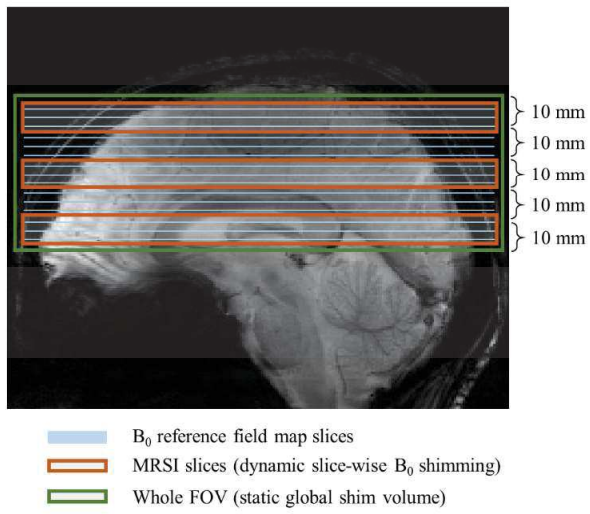 10 mm
10 mm
10 mm
10 mm
10 mm
B₀ reference field map slices
MRSI slices (dynamic slice-wise B₀ shimming)
Whole FOV (static global shim volume)